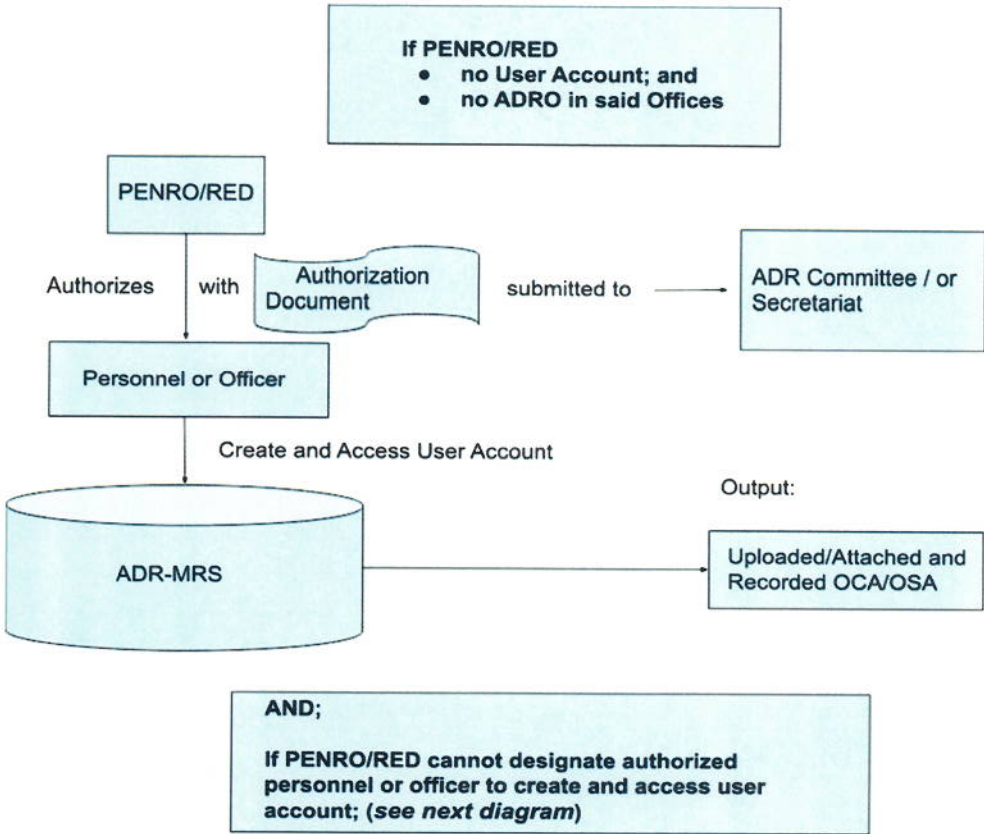 If PENRO/RED
● no User Account; and
● no ADRO in said Offices
PENRO/RED
Authorizes
with
Authorization
Document
submitted to
ADR Committee / or
Secretariat
Personnel or Officer
Create and Access User Account
ADR-MRS
Output:
Uploaded/Attached and
Recorded OCA/OSA
AND;
If PENRO/RED cannot designate authorized
personnel or officer to create and access user
account; (see next diagram)